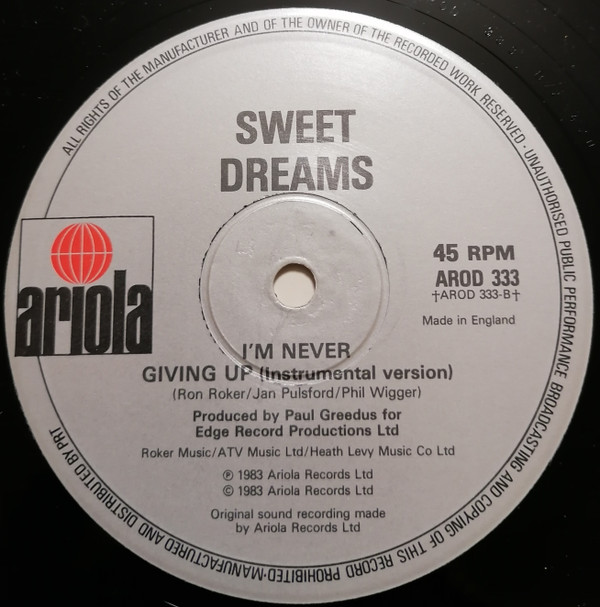 ALL RIGHTS OF THE MANUFACTURER AND OF THE OWNER OF THE RECORDED WORK RESERVED · UNAUTHORISED PUBLIC PERFORMANCE BROADCASTING AND COPYING OF THIS RECORD PROHIBITED · MANUFACTURED AND DISTRIBUTED BY PRT
SWEET
DREAMS
ariola
45 RPM
AROD 333
†AROD 333-B†
Made in England
I'M NEVER
GIVING UP (Instrumental version)
(Ron Roker/Jan Pulsford/Phil Wigger)
Produced by Paul Greedus for
Edge Record Productions Ltd
Roker Music/ATV Music Ltd/Heath Levy Music Co Ltd
℗ 1983 Ariola Records Ltd
© 1983 Ariola Records Ltd
Original sound recording made
by Ariola Records Ltd